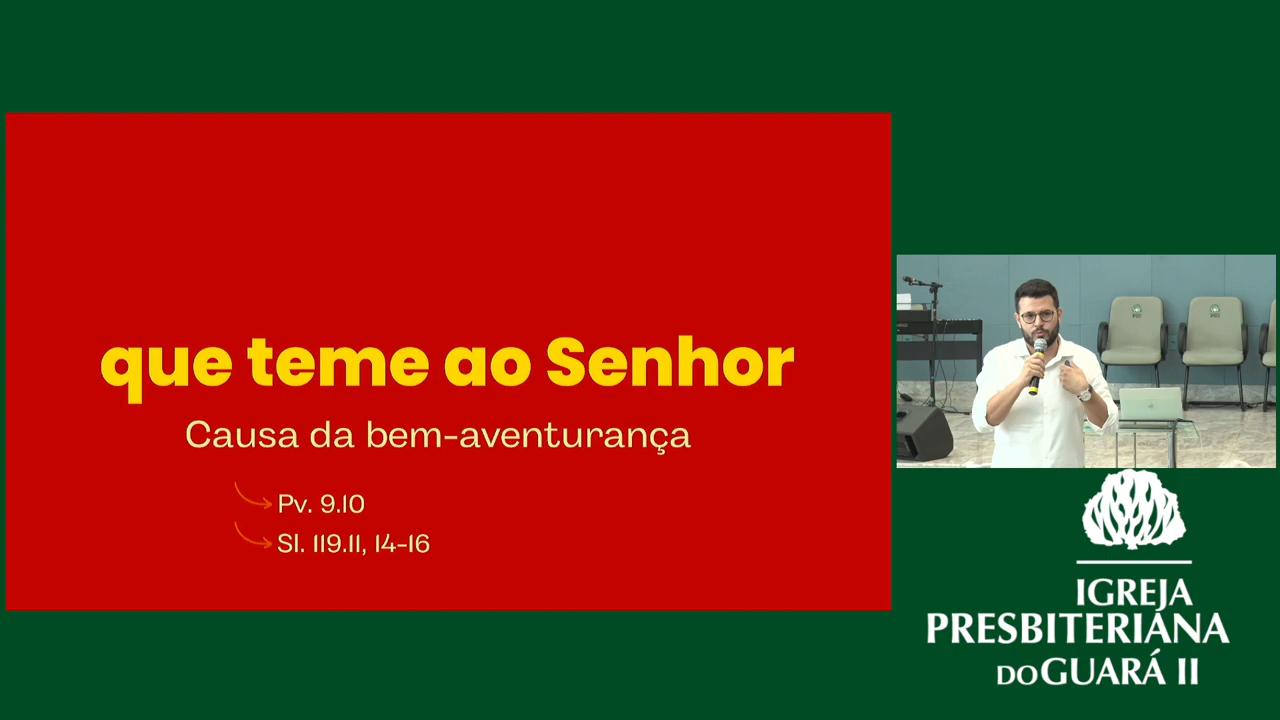 que teme ao Senhor
Causa da bem-aventurança
Pv. 9.10
Sl. 119.11, 14-16
IGREJA
PRESBITERIANA
DO GUARÁ II